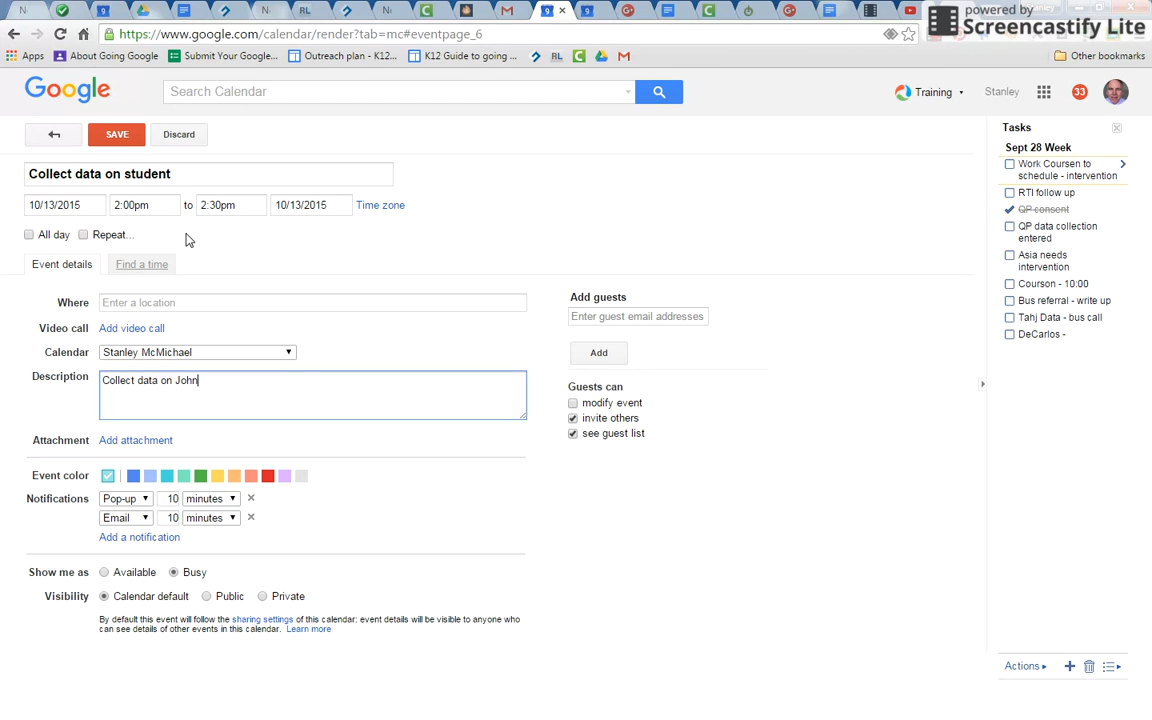 N
N
RL
N
M
powered by
Screencastify Lite
https://www.google.com/calendar/render?tab=mc#eventpage_6
Apps About Going Google Submit Your Google... Outreach plan - K12... K12 Guide to going ... RL Other bookmarks
Google Search Calendar Training Stanley 33
SAVE Discard
Collect data on student
10/13/2015 2:00pm to 2:30pm 10/13/2015 Time zone
All day Repeat...
Event details Find a time
Where Enter a location
Video call Add video call
Calendar Stanley McMichael
Description Collect data on John
Attachment Add attachment
Event color
Notifications Pop-up 10 minutes
Email 10 minutes
Add a notification
Show me as Available Busy
Visibility Calendar default Public Private
By default this event will follow the sharing settings of this calendar: event details will be visible to anyone who
can see details of other events in this calendar. Learn more
Add guests
Enter guest email addresses
Add
Guests can
modify event
invite others
see guest list
Tasks
Sept 28 Week
Work Coursen to
schedule - intervention
RTI follow up
QP consent
QP data collection
entered
Asia needs
intervention
Courson - 10:00
Bus referral - write up
Tahj Data - bus call
DeCarlos -
Actions